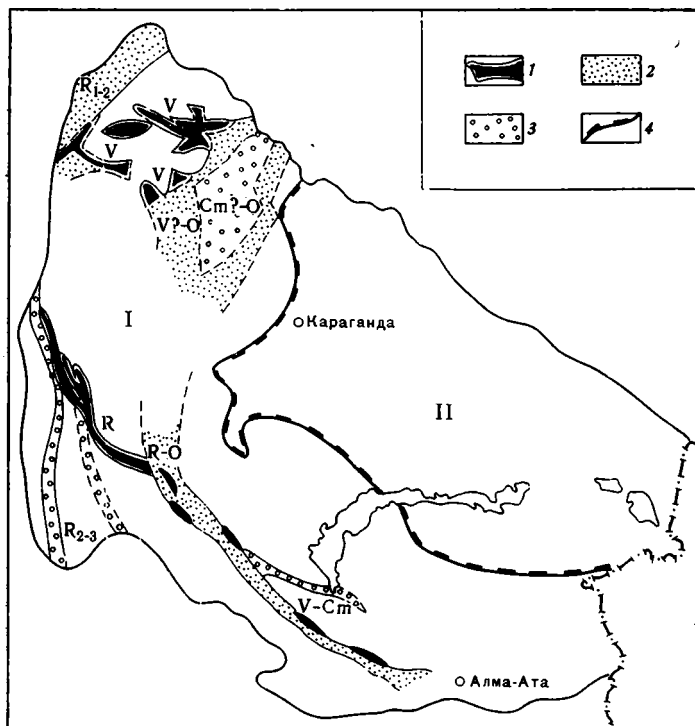 1
2
3
4
R₁₋₂
V
V
V
V?-O
Cm?-O
I
Караганда
II
R
R-O
R₂₋₃
V-Cm
Алма-Ата